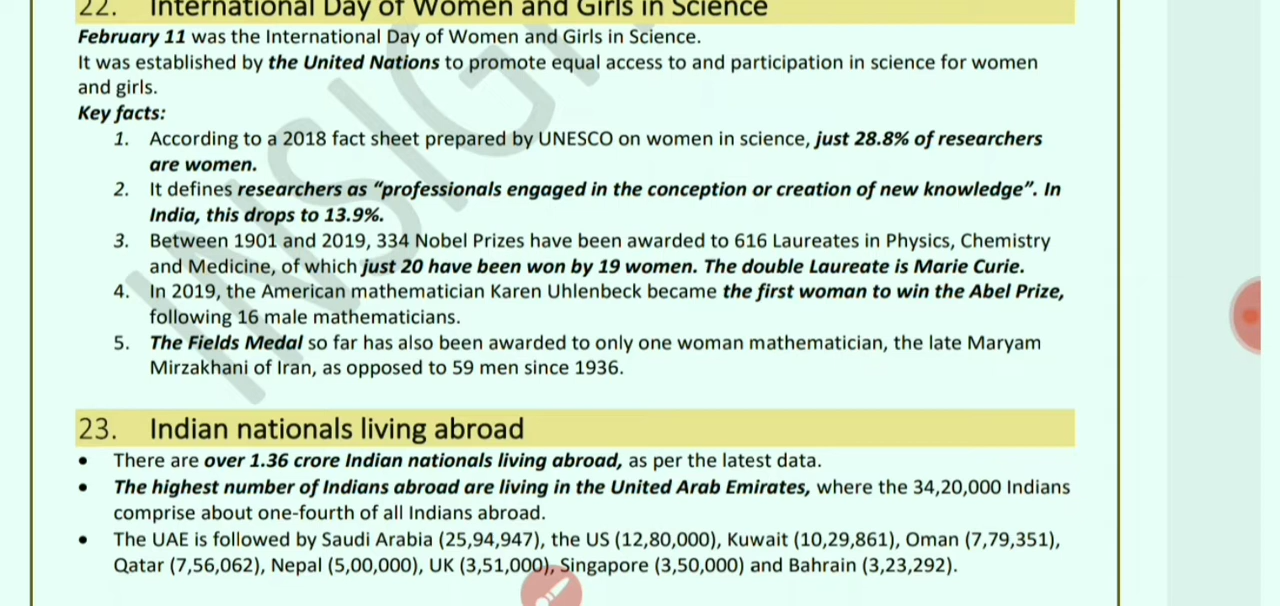 22. International Day of Women and Girls in Science
February 11 was the International Day of Women and Girls in Science.
It was established by the United Nations to promote equal access to and participation in science for women
and girls.
Key facts:
1. According to a 2018 fact sheet prepared by UNESCO on women in science, just 28.8% of researchers
are women.
2. It defines researchers as “professionals engaged in the conception or creation of new knowledge”. In
India, this drops to 13.9%.
3. Between 1901 and 2019, 334 Nobel Prizes have been awarded to 616 Laureates in Physics, Chemistry
and Medicine, of which just 20 have been won by 19 women. The double Laureate is Marie Curie.
4. In 2019, the American mathematician Karen Uhlenbeck became the first woman to win the Abel Prize,
following 16 male mathematicians.
5. The Fields Medal so far has also been awarded to only one woman mathematician, the late Maryam
Mirzakhani of Iran, as opposed to 59 men since 1936.
23. Indian nationals living abroad
• There are over 1.36 crore Indian nationals living abroad, as per the latest data.
• The highest number of Indians abroad are living in the United Arab Emirates, where the 34,20,000 Indians
comprise about one-fourth of all Indians abroad.
• The UAE is followed by Saudi Arabia (25,94,947), the US (12,80,000), Kuwait (10,29,861), Oman (7,79,351),
Qatar (7,56,062), Nepal (5,00,000), UK (3,51,000), Singapore (3,50,000) and Bahrain (3,23,292).
INSIG